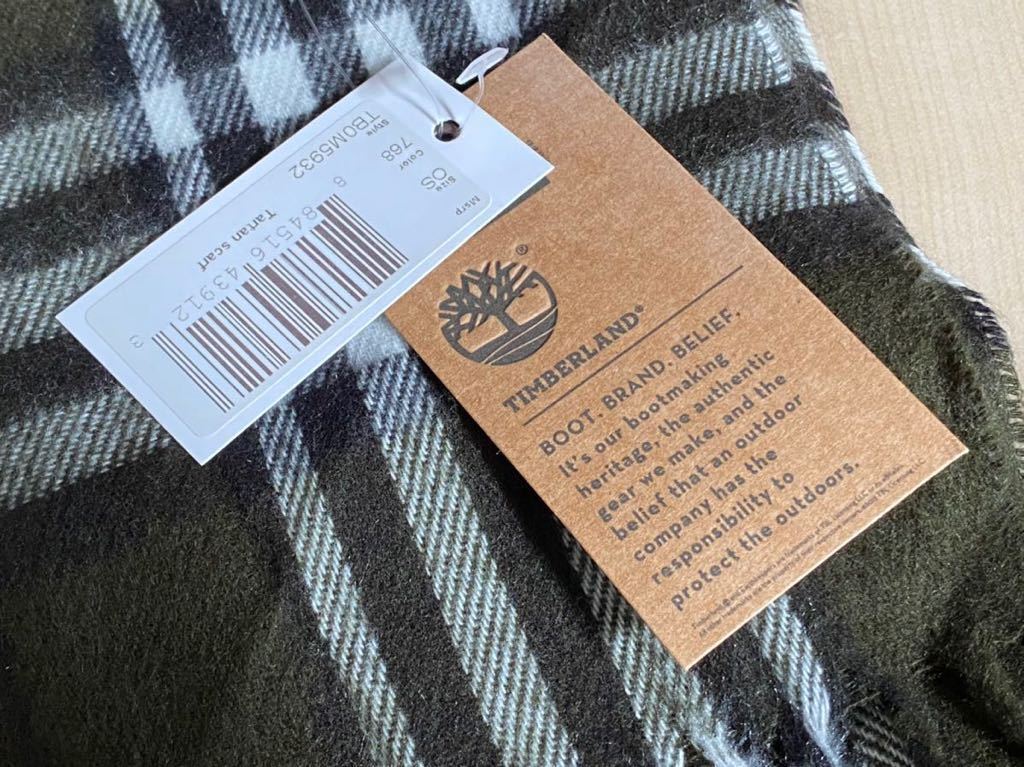 Style
TB0M5932
Color
768
Size
OS
Msrp
8 84516 43912 3
Tartan scarf
®
TIMBERLAND®
BOOT. BRAND. BELIEF.
It's our bootmaking
heritage, the authentic
gear we make, and the
belief that an outdoor
company has the
responsibility to
protect the outdoors.